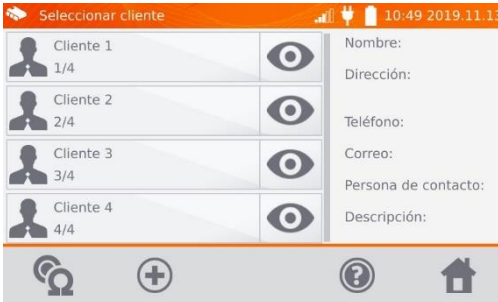 Seleccionar cliente
10:49 2019.11.13
Cliente 1
1/4
Cliente 2
2/4
Cliente 3
3/4
Cliente 4
4/4
Nombre:
Dirección:
Teléfono:
Correo:
Persona de contacto:
Descripción: